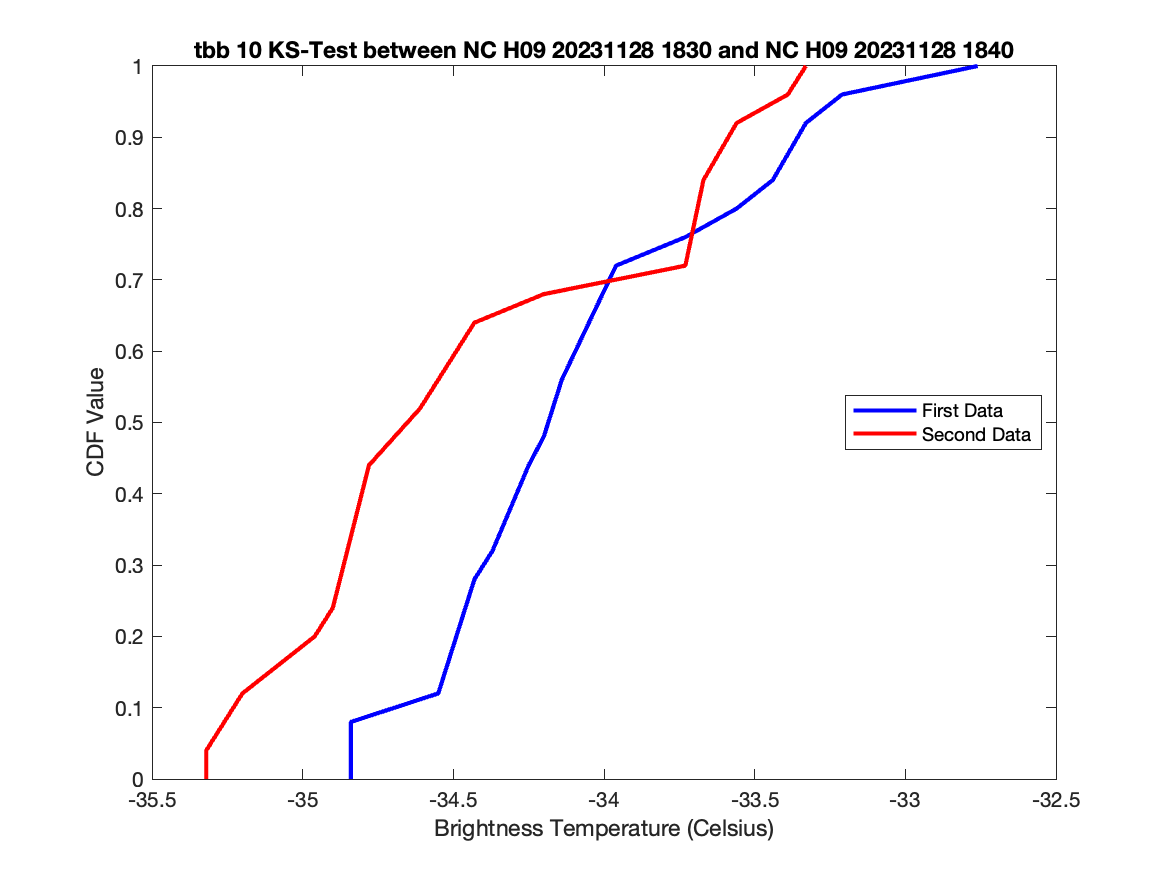 tbb 10 KS-Test between NC H09 20231128 1830 and NC H09 20231128 1840
1
0.9
0.8
0.7
0.6
0.5
0.4
0.3
0.2
0.1
0
CDF Value
First Data
Second Data
-35.5 -35 -34.5 -34 -33.5 -33 -32.5
Brightness Temperature (Celsius)